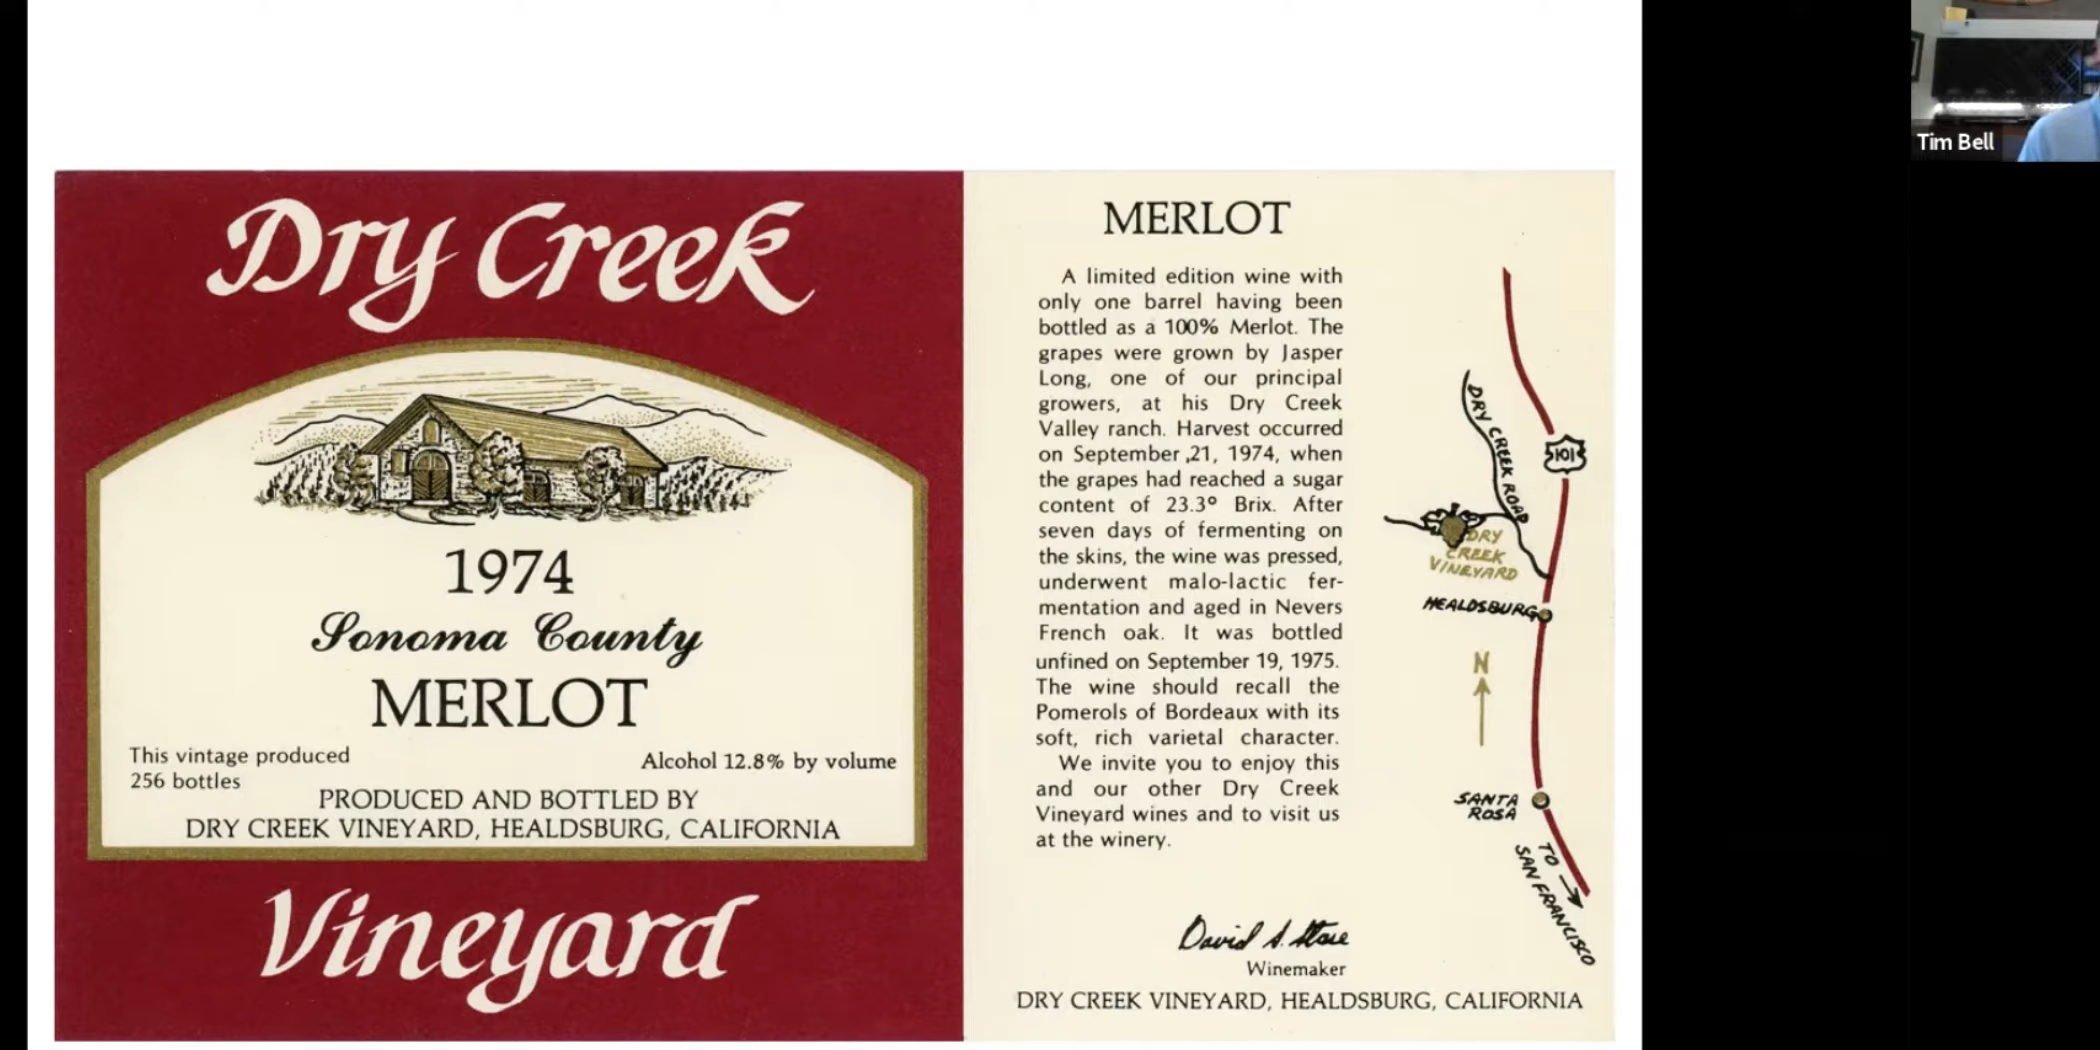 Dry Creek
1974
Sonoma County
MERLOT
This vintage produced
256 bottles
Alcohol 12.8% by volume
PRODUCED AND BOTTLED BY
DRY CREEK VINEYARD, HEALDSBURG, CALIFORNIA
Vineyard
MERLOT
A limited edition wine with
only one barrel having been
bottled as a 100% Merlot. The
grapes were grown by Jasper
Long, one of our principal
growers, at his Dry Creek
Valley ranch. Harvest occurred
on September ,21, 1974, when
the grapes had reached a sugar
content of 23.3° Brix. After
seven days of fermenting on
the skins, the wine was pressed,
underwent malo-lactic fer-
mentation and aged in Nevers
French oak. It was bottled
unfined on September 19, 1975.
The wine should recall the
Pomerols of Bordeaux with its
soft, rich varietal character.
We invite you to enjoy this
and our other Dry Creek
Vineyard wines and to visit us
at the winery.
David S. Stare
Winemaker
DRY CREEK VINEYARD, HEALDSBURG, CALIFORNIA
DRY CREEK ROAD
101
DRY
CREEK
VINEYARD
HEALDSBURG
N
SANTA
ROSA
TO
SAN FRANCISCO
Tim Bell